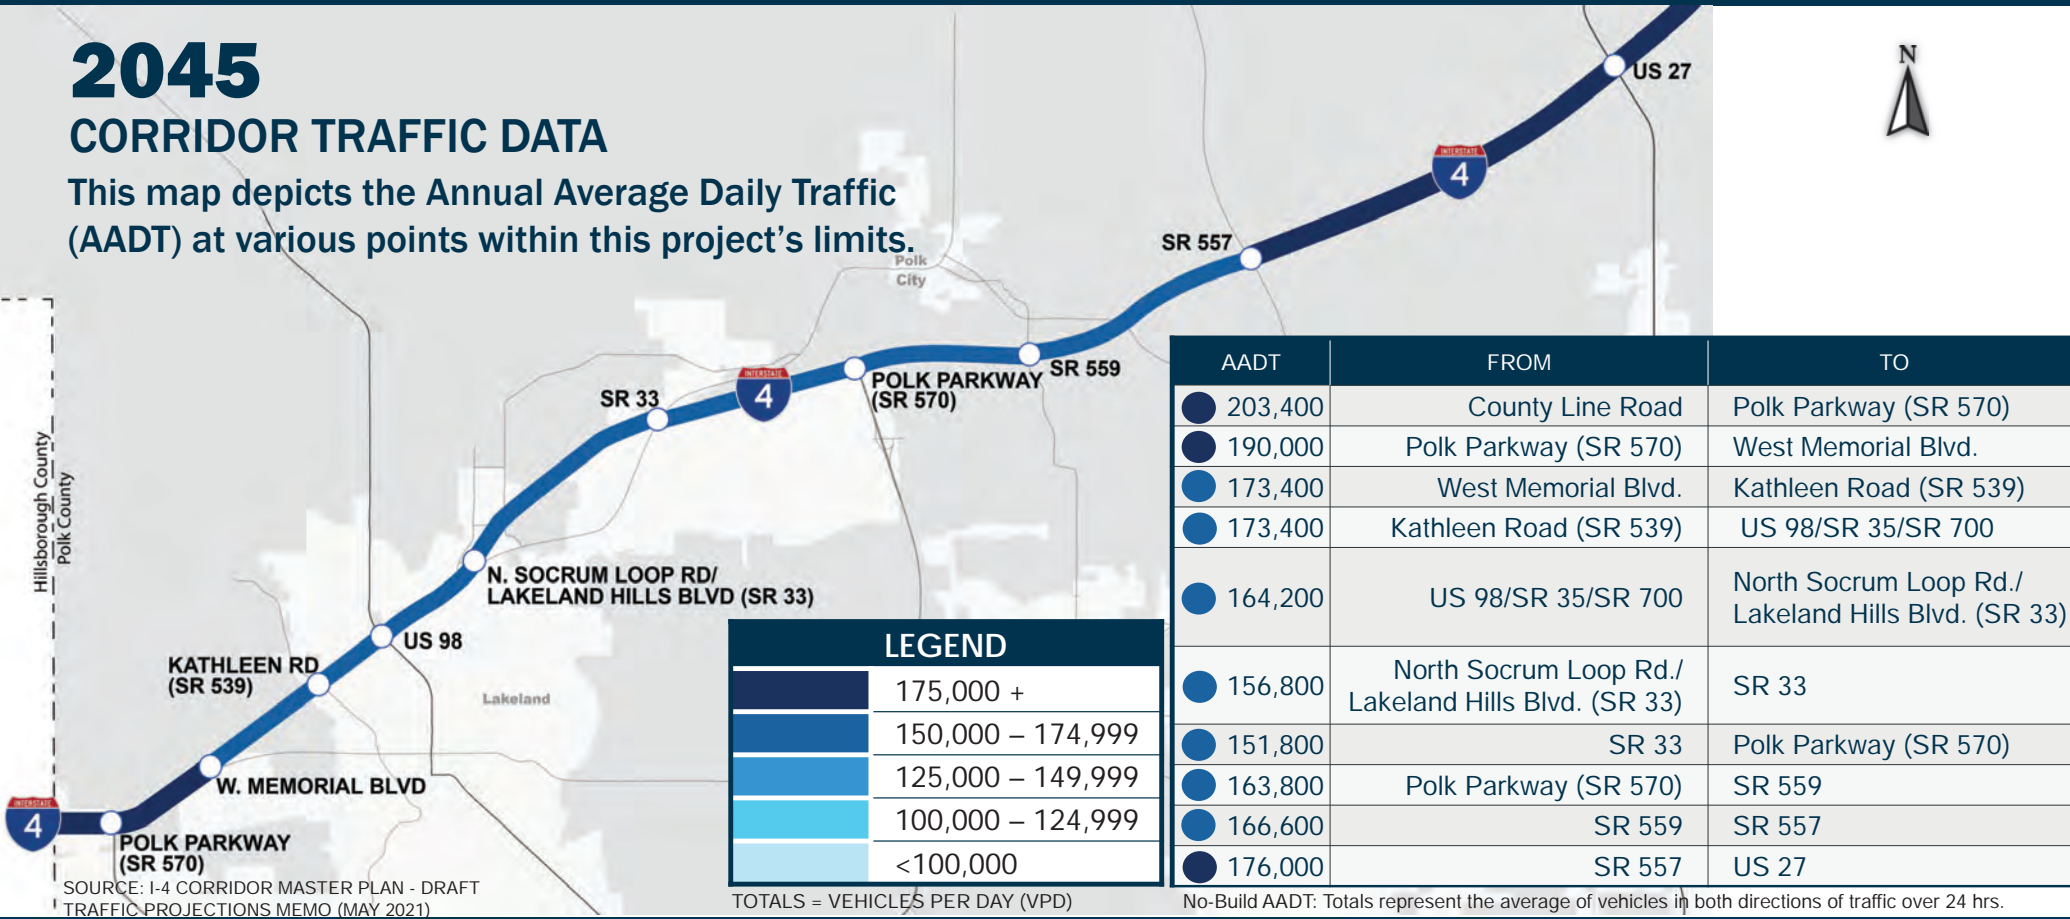 2045
CORRIDOR TRAFFIC DATA
This map depicts the Annual Average Daily Traffic
(AADT) at various points within this project's limits.
N
US 27
INTERSTATE
4
SR 557
Polk
City
SR 559
POLK PARKWAY
(SR 570)
INTERSTATE
4
SR 33
N. SOCRUM LOOP RD/
LAKELAND HILLS BLVD (SR 33)
US 98
KATHLEEN RD
(SR 539)
Lakeland
Hillsborough County
Polk County
W. MEMORIAL BLVD
INTERSTATE
4
POLK PARKWAY
(SR 570)
SOURCE: I-4 CORRIDOR MASTER PLAN - DRAFT
TRAFFIC PROJECTIONS MEMO (MAY 2021)
LEGEND
175,000 +
150,000 – 174,999
125,000 – 149,999
100,000 – 124,999
<100,000
TOTALS = VEHICLES PER DAY (VPD)
AADT FROM TO
203,400 County Line Road Polk Parkway (SR 570)
190,000 Polk Parkway (SR 570) West Memorial Blvd.
173,400 West Memorial Blvd. Kathleen Road (SR 539)
173,400 Kathleen Road (SR 539) US 98/SR 35/SR 700
164,200 US 98/SR 35/SR 700 North Socrum Loop Rd./
Lakeland Hills Blvd. (SR 33)
156,800 North Socrum Loop Rd./
Lakeland Hills Blvd. (SR 33) SR 33
151,800 SR 33 Polk Parkway (SR 570)
163,800 Polk Parkway (SR 570) SR 559
166,600 SR 559 SR 557
176,000 SR 557 US 27
No-Build AADT: Totals represent the average of vehicles in both directions of traffic over 24 hrs.